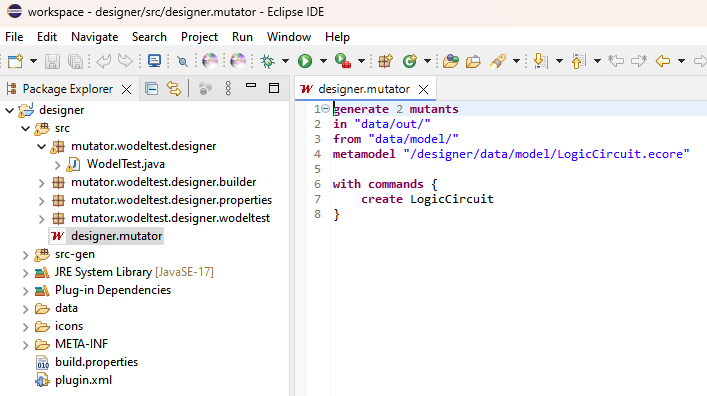 workspace - designer/src/designer.mutator - Eclipse IDE
File Edit Navigate Search Project Run Window Help
Package Explorer
designer
src
mutator.wodeltest.designer
WodelTest.java
mutator.wodeltest.designer.builder
mutator.wodeltest.designer.properties
mutator.wodeltest.designer.wodeltest
designer.mutator
src-gen
JRE System Library [JavaSE-17]
Plug-in Dependencies
data
icons
META-INF
build.properties
plugin.xml
designer.mutator
1 generate 2 mutants
2 in "data/out/"
3 from "data/model/"
4 metamodel "/designer/data/model/LogicCircuit.ecore"
5
6 with commands {
7     create LogicCircuit
8 }